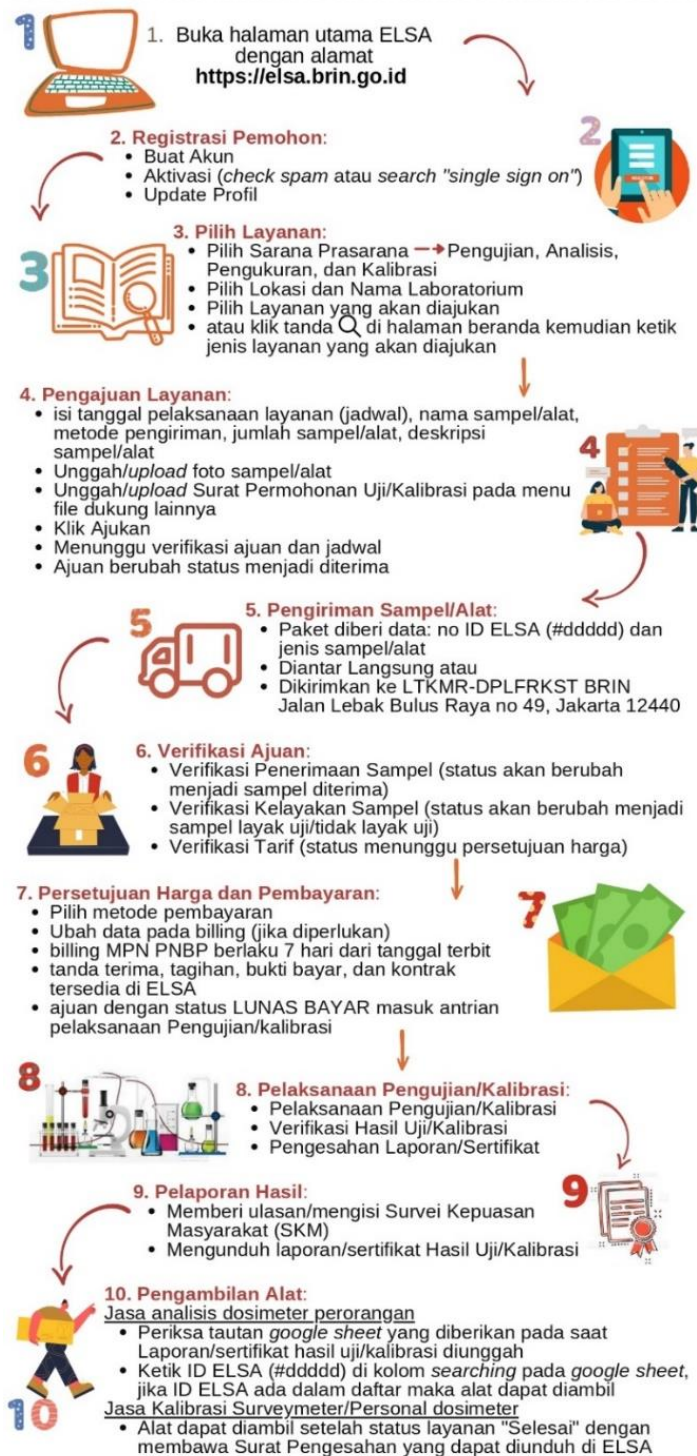 1
1. Buka halaman utama ELSA
dengan alamat
https://elsa.brin.go.id
2. Registrasi Pemohon:
• Buat Akun
• Aktivasi (check spam atau search "single sign on")
• Update Profil
2
3. Pilih Layanan:
• Pilih Sarana Prasarana → Pengujian, Analisis,
Pengukuran, dan Kalibrasi
• Pilih Lokasi dan Nama Laboratorium
• Pilih Layanan yang akan diajukan
• atau klik tanda di halaman beranda kemudian ketik
jenis layanan yang akan diajukan
3
4. Pengajuan Layanan:
• isi tanggal pelaksanaan layanan (jadwal), nama sampel/alat,
metode pengiriman, jumlah sampel/alat, deskripsi
sampel/alat
• Unggah/upload foto sampel/alat
• Unggah/upload Surat Permohonan Uji/Kalibrasi pada menu
file dukung lainnya
• Klik Ajukan
• Menunggu verifikasi ajuan dan jadwal
• Ajuan berubah status menjadi diterima
4
5
5. Pengiriman Sampel/Alat:
• Paket diberi data: no ID ELSA (#ddddd) dan
jenis sampel/alat
• Diantar Langsung atau
• Dikirimkan ke LTKMR-DPLFRKST BRIN
Jalan Lebak Bulus Raya no 49, Jakarta 12440
6
6. Verifikasi Ajuan:
• Verifikasi Penerimaan Sampel (status akan berubah
menjadi sampel diterima)
• Verifikasi Kelayakan Sampel (status akan berubah menjadi
sampel layak uji/tidak layak uji)
• Verifikasi Tarif (status menunggu persetujuan harga)
7. Persetujuan Harga dan Pembayaran:
• Pilih metode pembayaran
• Ubah data pada billing (jika diperlukan)
• billing MPN PNBP berlaku 7 hari dari tanggal terbit
• tanda terima, tagihan, bukti bayar, dan kontrak
tersedia di ELSA
• ajuan dengan status LUNAS BAYAR masuk antrian
pelaksanaan Pengujian/kalibrasi
7
8
8. Pelaksanaan Pengujian/Kalibrasi:
• Pelaksanaan Pengujian/Kalibrasi
• Verifikasi Hasil Uji/Kalibrasi
• Pengesahan Laporan/Sertifikat
9. Pelaporan Hasil:
• Memberi ulasan/mengisi Survei Kepuasan
Masyarakat (SKM)
• Mengunduh laporan/sertifikat Hasil Uji/Kalibrasi
9
10. Pengambilan Alat:
Jasa analisis dosimeter perorangan
• Periksa tautan google sheet yang diberikan pada saat
Laporan/sertifikat hasil uji/kalibrasi diunggah
• Ketik ID ELSA (#ddddd) di kolom searching pada google sheet,
jika ID ELSA ada dalam daftar maka alat dapat diambil
Jasa Kalibrasi Surveymeter/Personal dosimeter
• Alat dapat diambil setelah status layanan "Selesai" dengan
membawa Surat Pengesahan yang dapat diunduh di ELSA
10